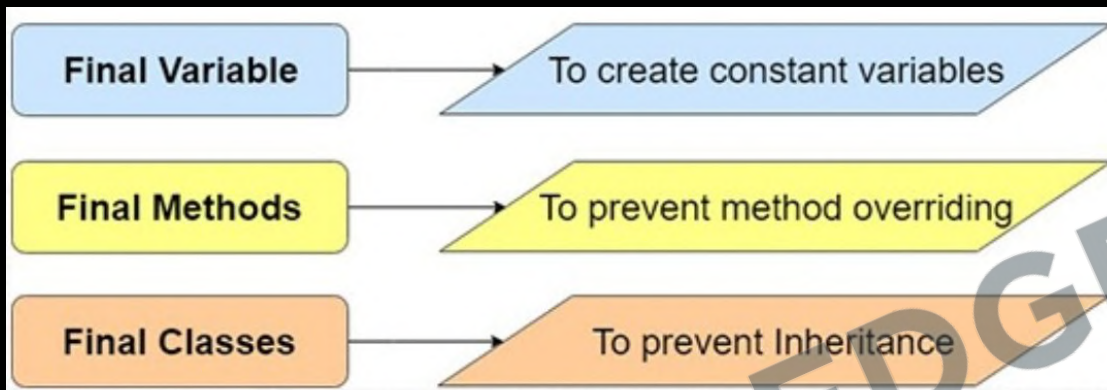 Final Variable To create constant variables
Final Methods To prevent method overriding
Final Classes To prevent Inheritance